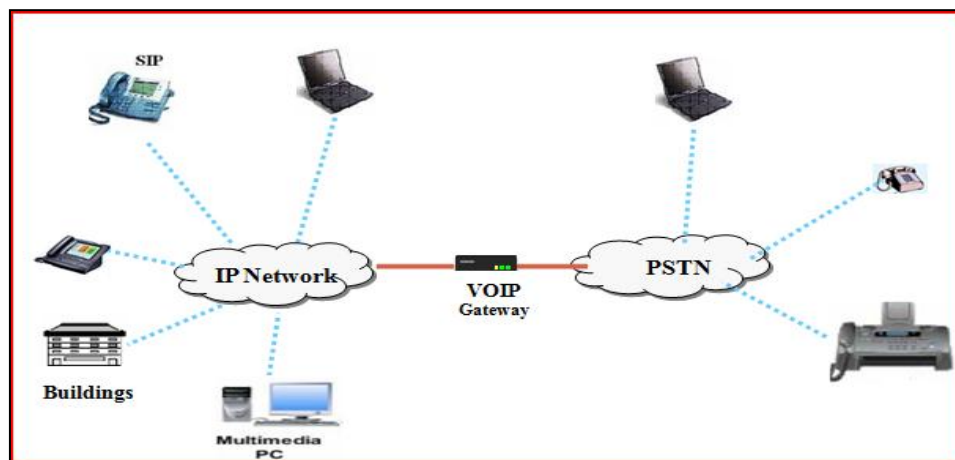 SIP
IP Network
VOIP
Gateway
PSTN
Buildings
Multimedia
PC